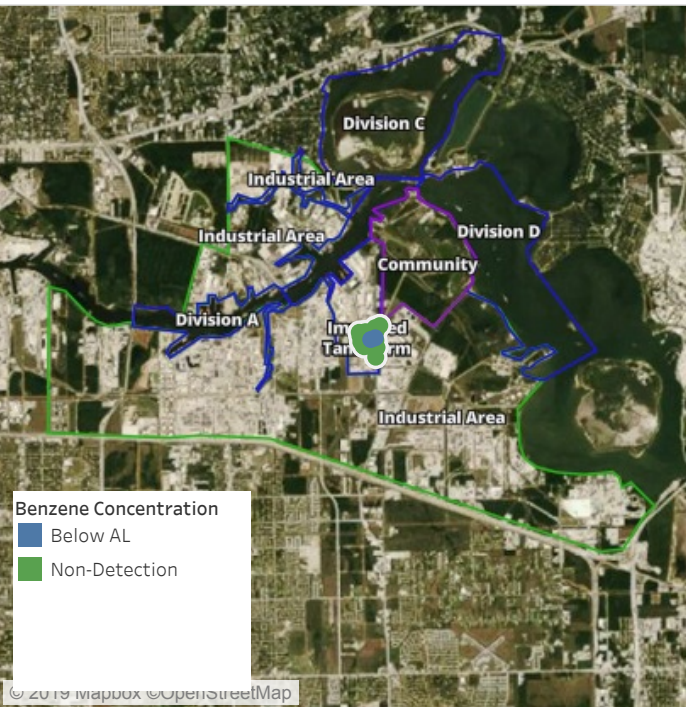 Division C
Industrial Area
Industrial Area
Division D
Community
Division A
Industrial Area
Benzene Concentration
Below AL
Non-Detection
© 2019 Mapbox ©OpenStreetMap